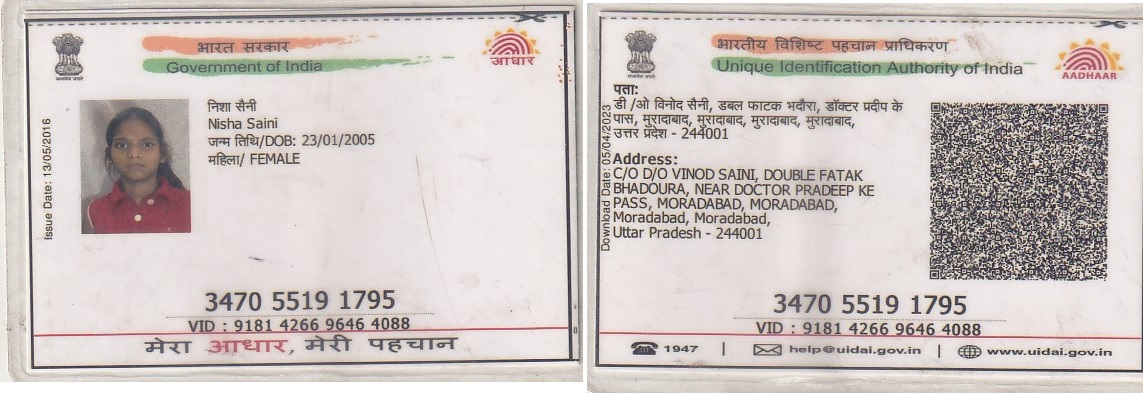 भारत सरकार
Government of India
आधार
Issue Date: 13/05/2016
निशा सैनी
Nisha Saini
जन्म तिथि/DOB: 23/01/2005
महिला/ FEMALE
3470 5519 1795
VID : 9181 4266 9646 4088
मेरा आधार, मेरी पहचान
भारतीय विशिष्ट पहचान प्राधिकरण
Unique Identification Authority of India
AADHAAR
Download Date: 05/04/2023
पता:
डी /ओ विनोद सैनी, डबल फाटक भदौरा, डॉक्टर प्रदीप के
पास, मुरादाबाद, मुरादाबाद, मुरादाबाद, मुरादाबाद,
उत्तर प्रदेश - 244001
Address:
C/O D/O VINOD SAINI, DOUBLE FATAK
BHADOURA, NEAR DOCTOR PRADEEP KE
PASS, MORADABAD, MORADABAD,
Moradabad, Moradabad,
Uttar Pradesh - 244001
3470 5519 1795
VID : 9181 4266 9646 4088
1947 | help@uidai.gov.in | www.uidai.gov.in